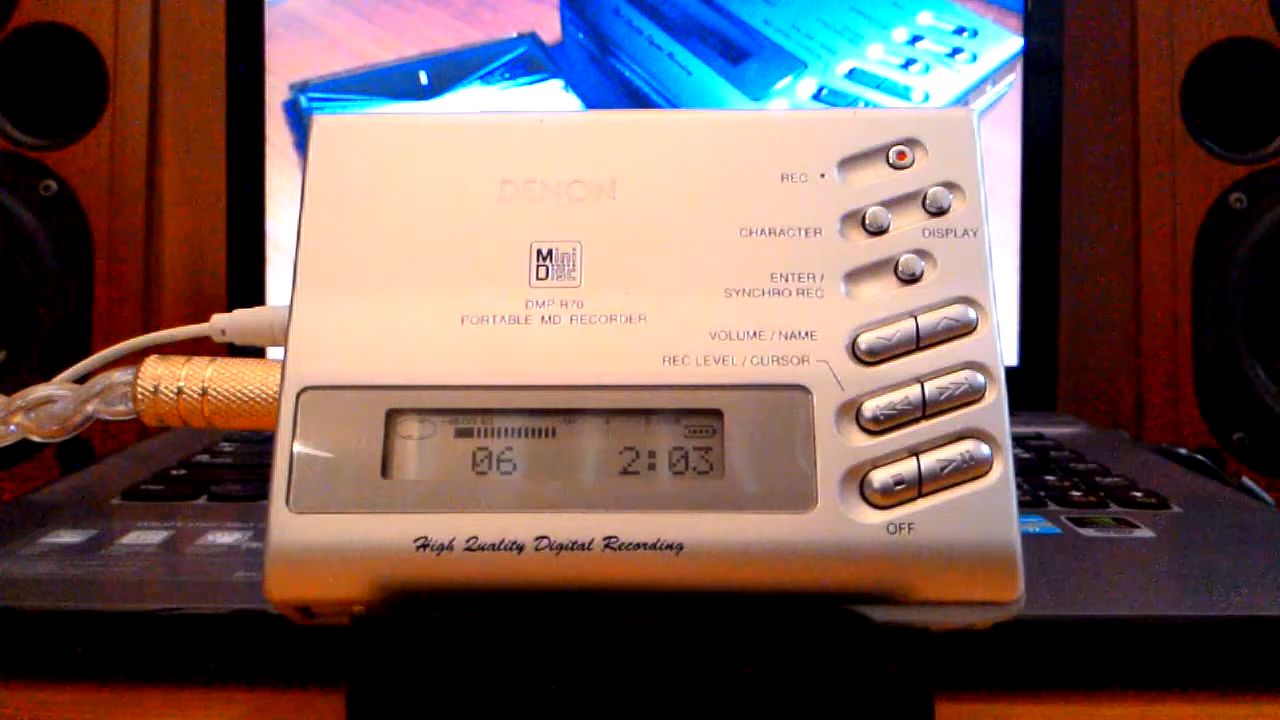 DENON
REC
CHARACTER
DISPLAY
Mini
Disc
ENTER /
SYNCHRO REC
DMP-R70
PORTABLE MD RECORDER
VOLUME / NAME
REC LEVEL / CURSOR
06 2:03
OFF
High Quality Digital Recording